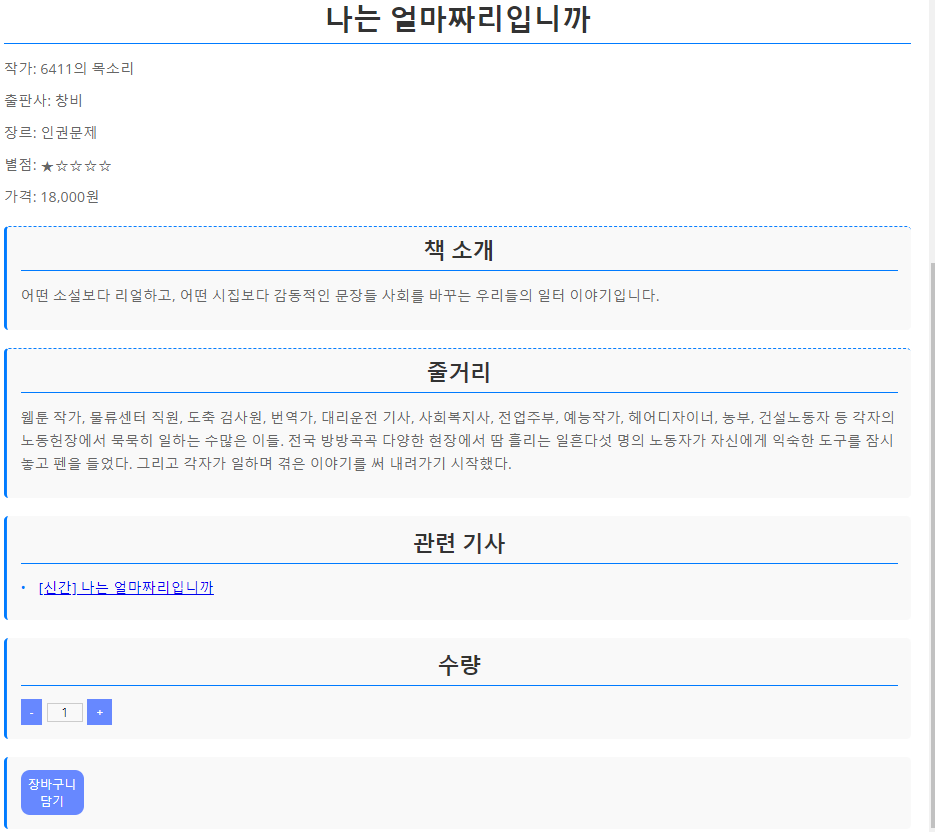 나는 얼마짜리입니까
작가: 6411의 목소리
출판사: 창비
장르: 인권문제
별점: ★☆☆☆☆
가격: 18,000원
책 소개
어떤 소설보다 리얼하고, 어떤 시집보다 감동적인 문장들 사회를 바꾸는 우리들의 일터 이야기입니다.
줄거리
웹툰 작가, 물류센터 직원, 도축 검사원, 번역가, 대리운전 기사, 사회복지사, 전업주부, 예능작가, 헤어디자이너, 농부, 건설노동자 등 각자의
노동현장에서 묵묵히 일하는 수많은 이들. 전국 방방곡곡 다양한 현장에서 땀 흘리는 일흔다섯 명의 노동자가 자신에게 익숙한 도구를 잠시
놓고 펜을 들었다. 그리고 각자가 일하며 겪은 이야기를 써 내려가기 시작했다.
관련 기사
• [신간] 나는 얼마짜리입니까
수량
- 1 +
장바구니
담기